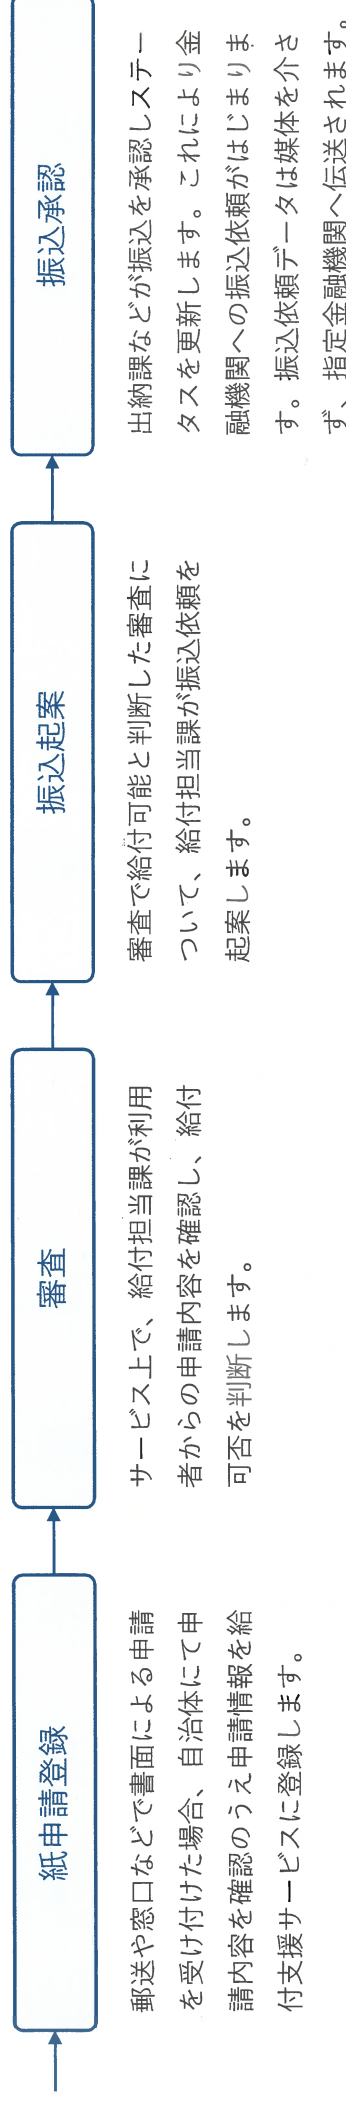 紙申請登録
郵送や窓口などで書面による申請
を受け付けた場合、自治体にて申
請内容を確認のうえ申請情報を給
付支援サービスに登録します。
審査
サービス上で、給付担当課が利用
者からの申請内容を確認し、給付
可否を判断します。
振込起案
審査で給付可能と判断した審査に
ついて、給付担当課が振込依頼を
起案します。
振込承認
出納課などが振込を承認しステー
タスを更新します。これにより金
融機関への振込依頼がはじまりま
す。振込依頼データは媒体を介さ
ず、指定金融機関へ伝送されます。